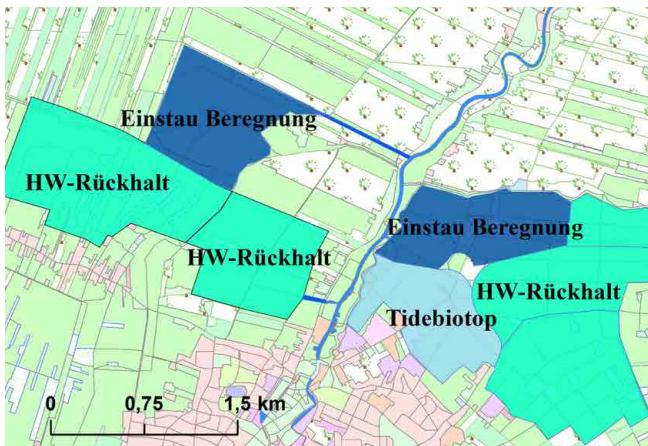 Einstau Beregnung
HW-Rückhalt
Einstau Beregnung
HW-Rückhalt
HW-Rückhalt
Tidebiotop
0 0,75 1,5 km